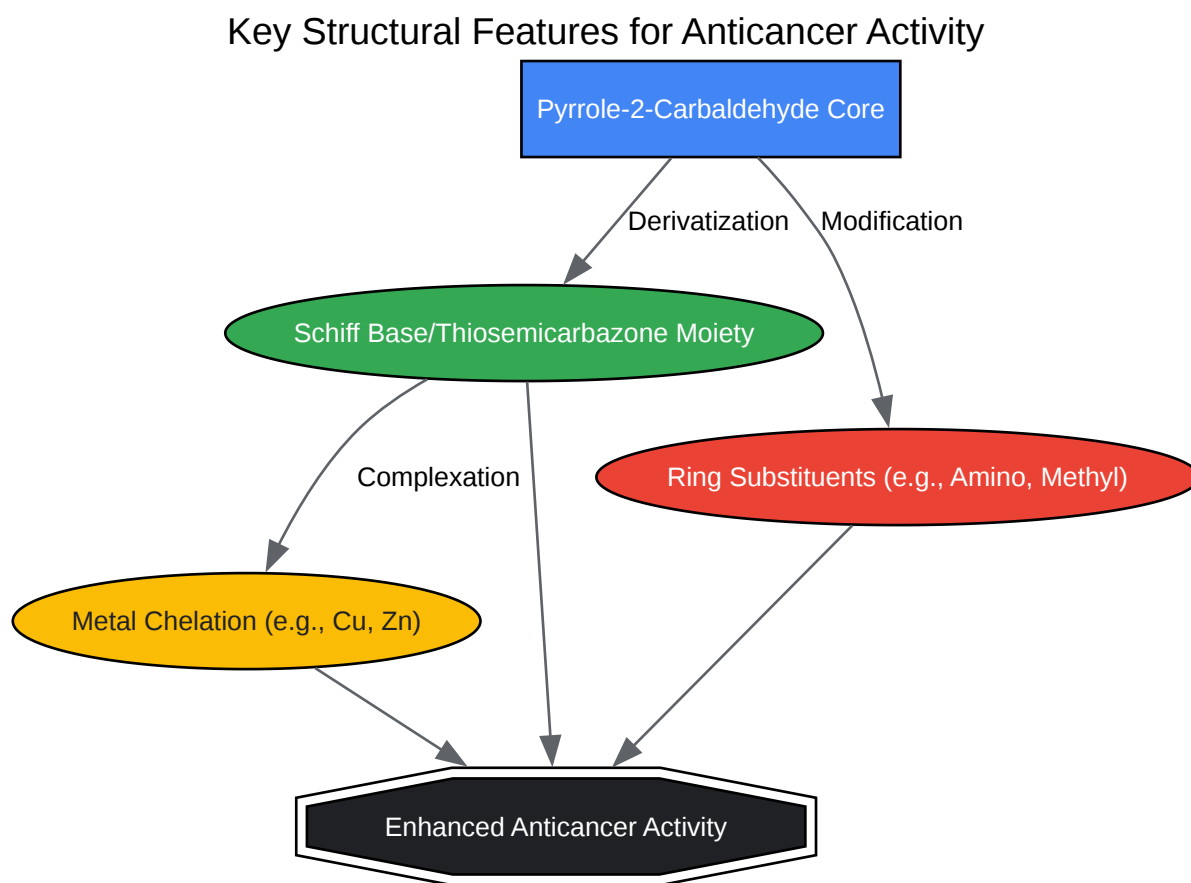 Key Structural Features for Anticancer Activity
Pyrrole-2-Carbaldehyde Core
Derivatization
Modification
Schiff Base/Thiosemicarbazone Moiety
Complexation
Ring Substituents (e.g., Amino, Methyl)
Metal Chelation (e.g., Cu, Zn)
Enhanced Anticancer Activity